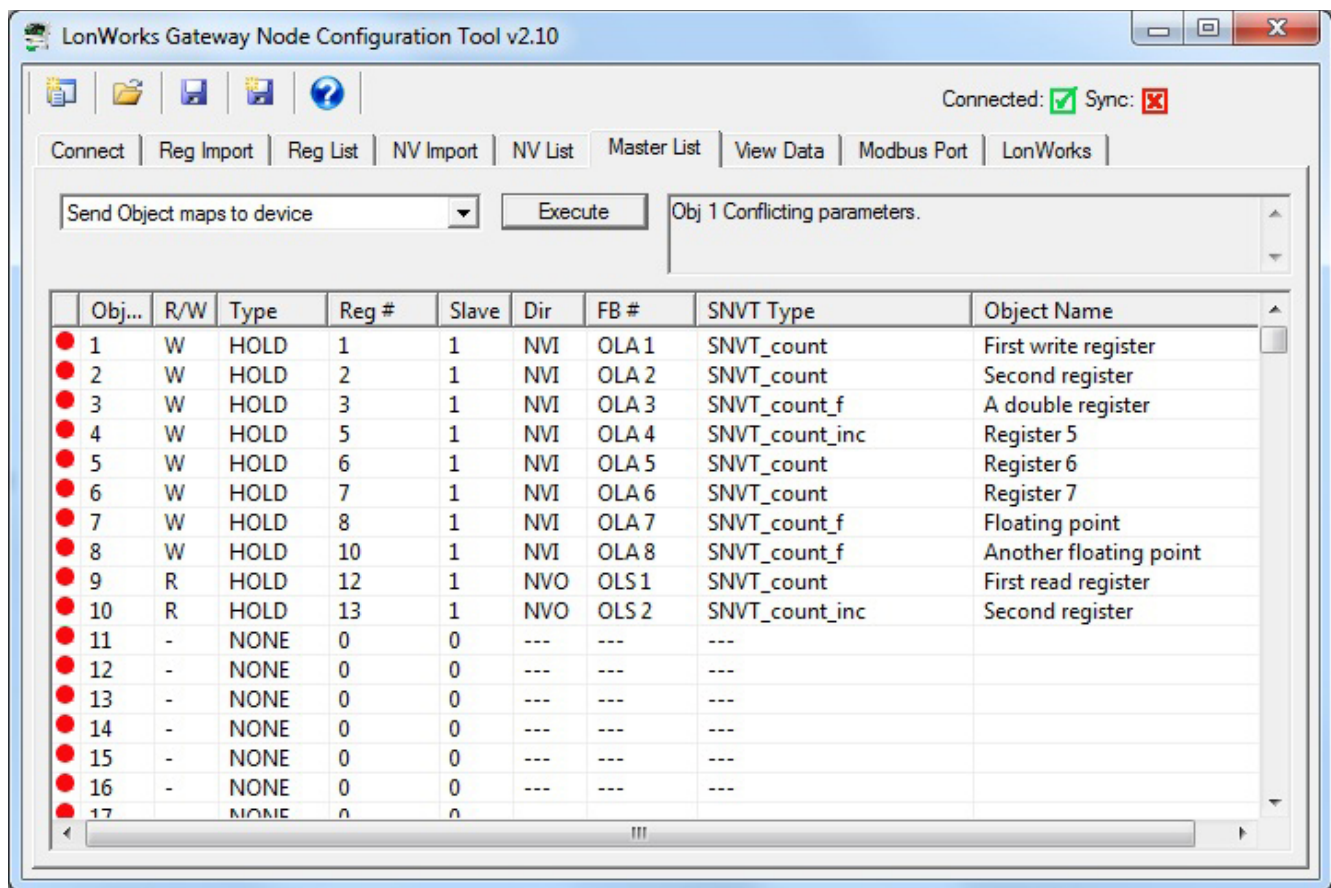 LonWorks Gateway Node Configuration Tool v2.10
Connected: Sync:
Connect Reg Import Reg List NV Import NV List Master List View Data Modbus Port LonWorks
Send Object maps to device Execute Obj 1 Conflicting parameters.
Obj... R/W Type Reg # Slave Dir FB # SNVT Type Object Name
1 W HOLD 1 1 NVI OLA 1 SNVT_count First write register
2 W HOLD 2 1 NVI OLA 2 SNVT_count Second register
3 W HOLD 3 1 NVI OLA 3 SNVT_count_f A double register
4 W HOLD 5 1 NVI OLA 4 SNVT_count_inc Register 5
5 W HOLD 6 1 NVI OLA 5 SNVT_count Register 6
6 W HOLD 7 1 NVI OLA 6 SNVT_count Register 7
7 W HOLD 8 1 NVI OLA 7 SNVT_count_f Floating point
8 W HOLD 10 1 NVI OLA 8 SNVT_count_f Another floating point
9 R HOLD 12 1 NVO OLS 1 SNVT_count First read register
10 R HOLD 13 1 NVO OLS 2 SNVT_count_inc Second register
11 - NONE 0 0 --- --- ---
12 - NONE 0 0 --- --- ---
13 - NONE 0 0 --- --- ---
14 - NONE 0 0 --- --- ---
15 - NONE 0 0 --- --- ---
16 - NONE 0 0 --- --- ---
17 NONE 0 0